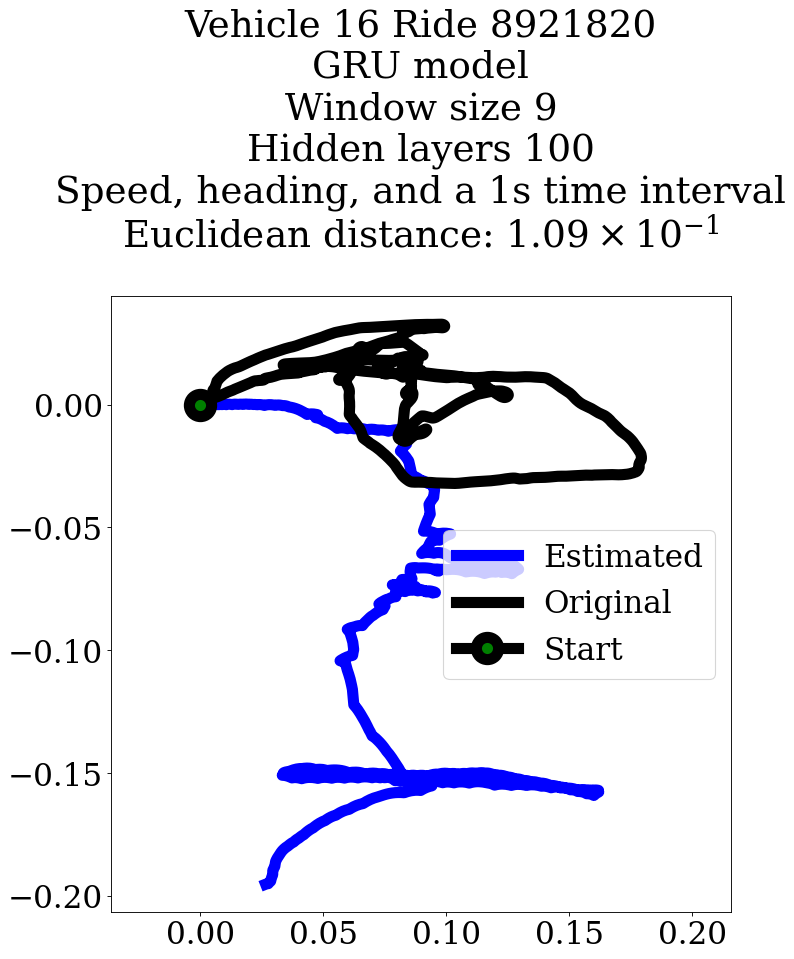 Vehicle 16 Ride 8921820
GRU model
Window size 9
Hidden layers 100
Speed, heading, and a 1s time interval
Euclidean distance: 1.09 × 10⁻¹
0.00
−0.05
−0.10
−0.15
−0.20
Estimated
Original
Start
0.00 0.05 0.10 0.15 0.20